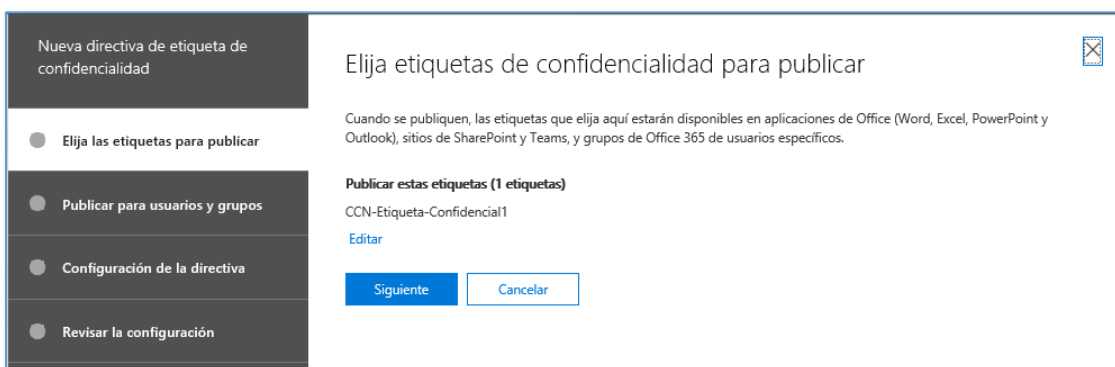 Nueva directiva de etiqueta de
confidencialidad
Elija las etiquetas para publicar
Publicar para usuarios y grupos
Configuración de la directiva
Revisar la configuración
Elija etiquetas de confidencialidad para publicar
Cuando se publiquen, las etiquetas que elija aquí estarán disponibles en aplicaciones de Office (Word, Excel, PowerPoint y
Outlook), sitios de SharePoint y Teams, y grupos de Office 365 de usuarios específicos.
Publicar estas etiquetas (1 etiquetas)
CCN-Etiqueta-Confidencial1
Editar
Siguiente
Cancelar